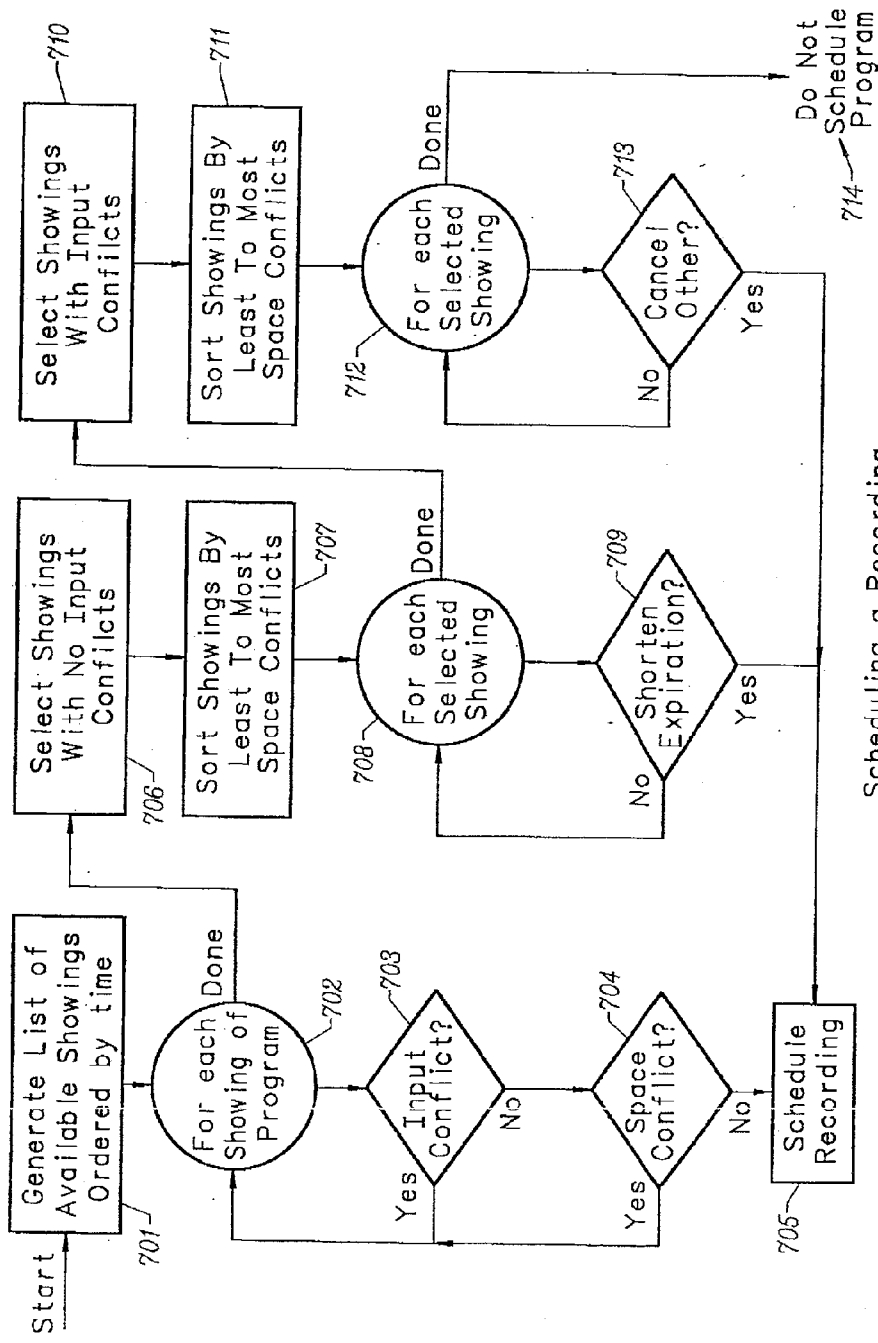 Start
Generate List of
Available Showings
Ordered by time
701
For each
Showing of
Program
Done
702
Input
Conflict?
703
Yes
No
Space
Conflict?
704
Yes
No
Schedule
Recording
705
Select Showings
With No Input
Confilcts
706
Sort Showings By
Least To Most
Space Conflicts
707
For each
Selected
Showing
Done
708
Shorten
Expiration?
709
No
Yes
Select Showings
With Input
Confilcts
710
Sort Showings By
Least To Most
Space Conflicts
711
For each
Selected
Showing
Done
712
Cancel
Other?
713
No
Yes
Do Not
Schedule
Program
714
Scheduling a Recording